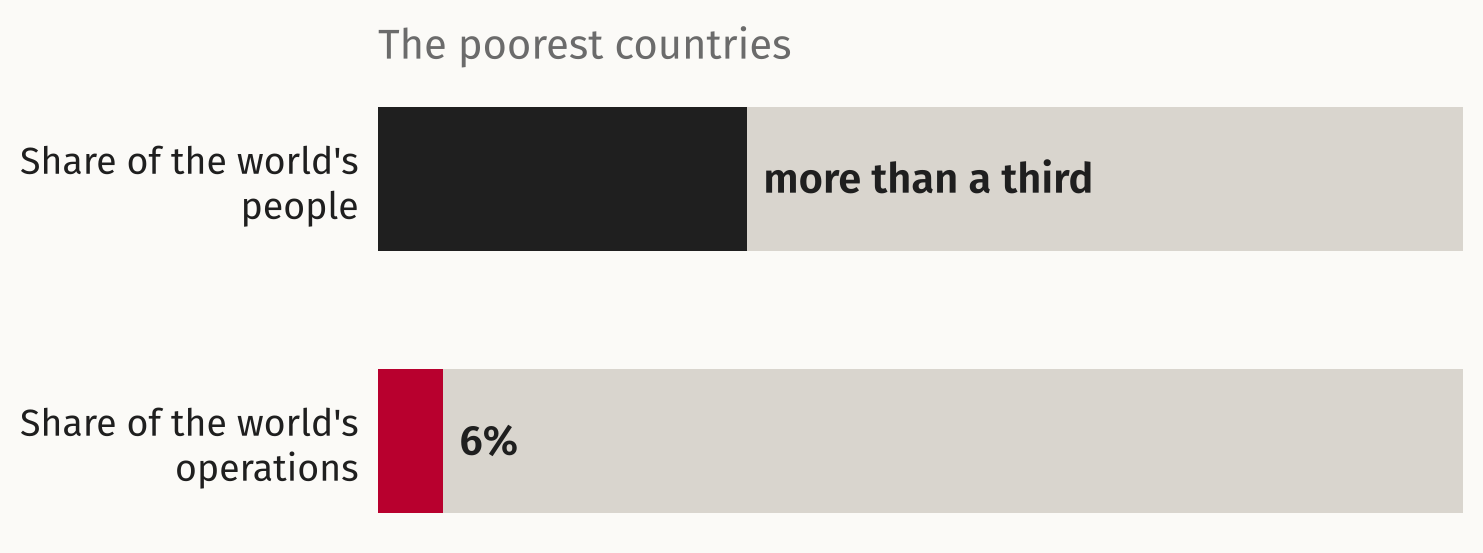 The poorest countries
Share of the world's
people
more than a third
Share of the world's
operations
6%